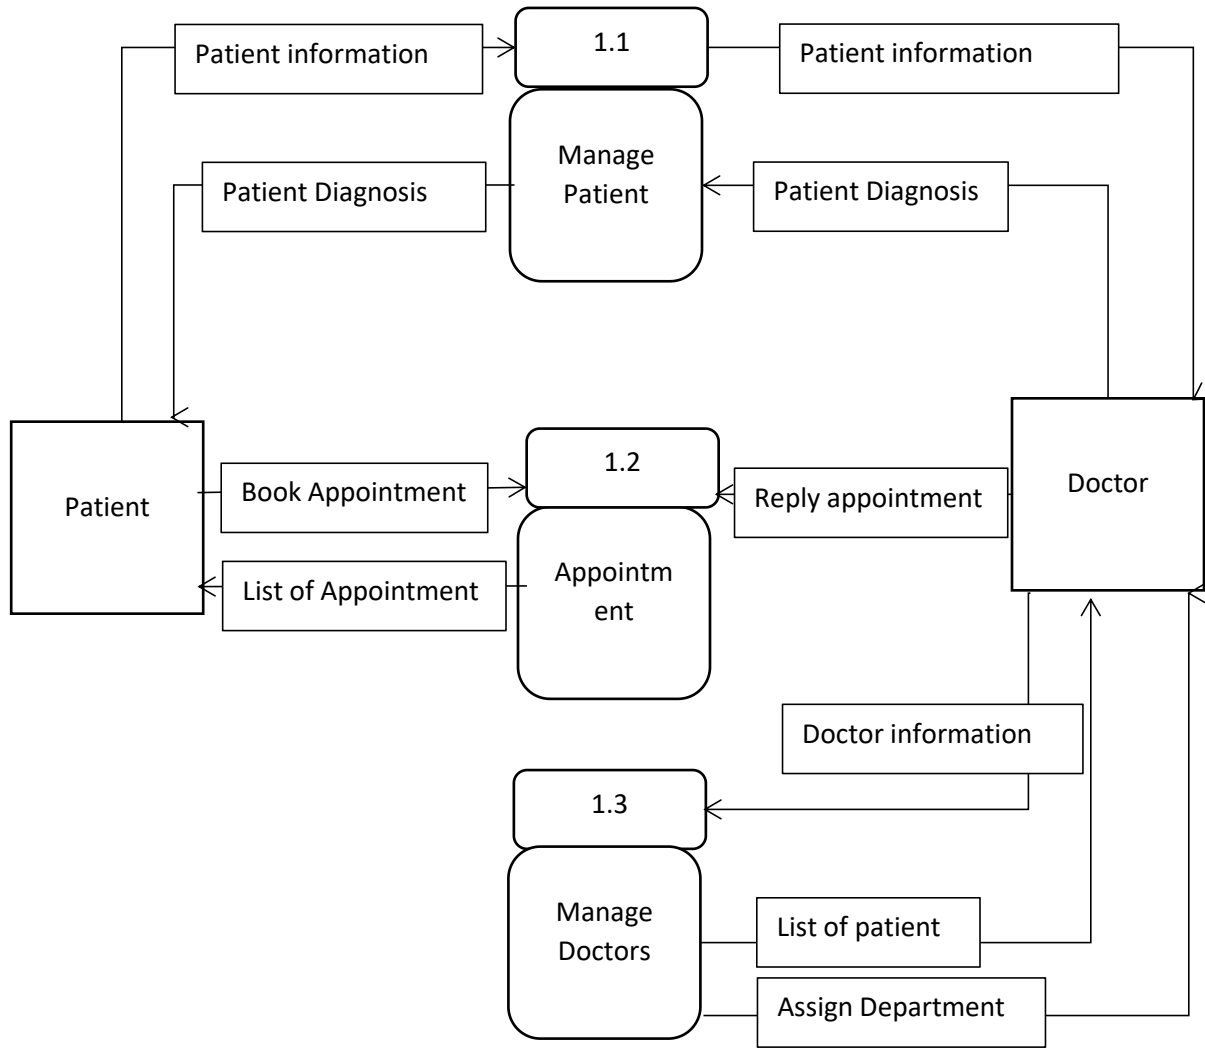 Patient information
1.1
Patient information
Manage
Patient
Patient Diagnosis
Patient Diagnosis
Patient
Book Appointment
1.2
Reply appointment
Doctor
List of Appointment
Appointm
ent
Doctor information
1.3
Manage
Doctors
List of patient
Assign Department